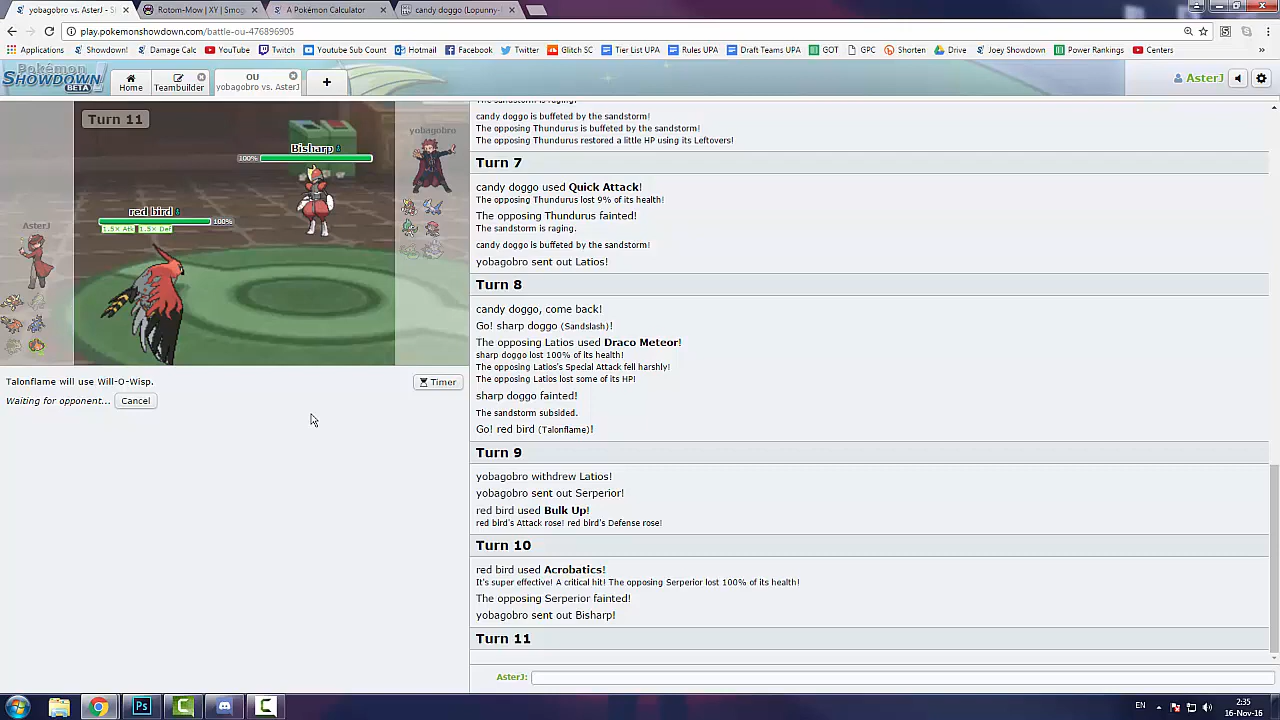 yobagobro vs. AsterJ - S
Rotom-Mow | XY | Smog
A Pokémon Calculator
candy doggo (Lopunny-
play.pokemonshowdown.com/battle-ou-476896905
Applications
Showdown!
Damage Calc
YouTube
Twitch
Youtube Sub Count
Hotmail
Facebook
Twitter
Glitch SC
Tier List UPA
Rules UPA
Draft Teams UPA
GOT
GPC
Shorten
Drive
Joey Showdown
Power Rankings
Centers
Pokémon
SHOWDOWN
BETA
Home
Teambuilder
OU
yobagobro vs. AsterJ
+
AsterJ
Turn 11
Bisharp
100%
red bird
100%
1.5× Atk 1.5× Def
AsterJ
yobagobro
Talonflame will use Will-O-Wisp.
Waiting for opponent... Cancel
Timer
The sandstorm is raging.
candy doggo is buffeted by the sandstorm!
The opposing Thundurus is buffeted by the sandstorm!
The opposing Thundurus restored a little HP using its Leftovers!
Turn 7
candy doggo used Quick Attack!
The opposing Thundurus lost 9% of its health!
The opposing Thundurus fainted!
The sandstorm is raging.
candy doggo is buffeted by the sandstorm!
yobagobro sent out Latios!
Turn 8
candy doggo, come back!
Go! sharp doggo (Sandslash)!
The opposing Latios used Draco Meteor!
sharp doggo lost 100% of its health!
The opposing Latios's Special Attack fell harshly!
The opposing Latios lost some of its HP!
sharp doggo fainted!
The sandstorm subsided.
Go! red bird (Talonflame)!
Turn 9
yobagobro withdrew Latios!
yobagobro sent out Serperior!
red bird used Bulk Up!
red bird's Attack rose! red bird's Defense rose!
Turn 10
red bird used Acrobatics!
It's super effective! A critical hit! The opposing Serperior lost 100% of its health!
The opposing Serperior fainted!
yobagobro sent out Bisharp!
Turn 11
AsterJ:
EN
2:35
16-Nov-16